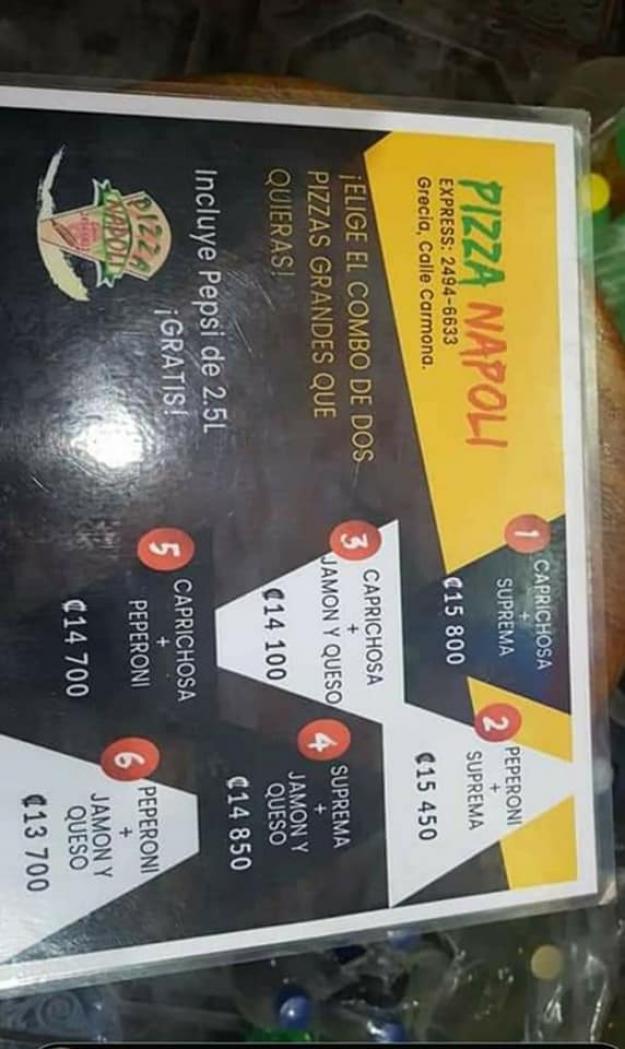 PIZZA NAPOLI
EXPRESS: 2494-6633
Grecia, Calle Carmona.
¡ELIGE EL COMBO DE DOS
PIZZAS GRANDES QUE
QUIERAS!
Incluye Pepsi de 2.5L
¡GRATIS!
PIZZA
NAPOLI
1
CAPRICHOSA
+
SUPREMA
₡15 800
2
PEPERONI
+
SUPREMA
₡15 450
3
CAPRICHOSA
+
JAMON Y QUESO
₡14 100
4
SUPREMA
+
JAMON Y
QUESO
₡14 850
5
CAPRICHOSA
+
PEPERONI
₡14 700
6
PEPERONI
+
JAMON Y
QUESO
₡13 700